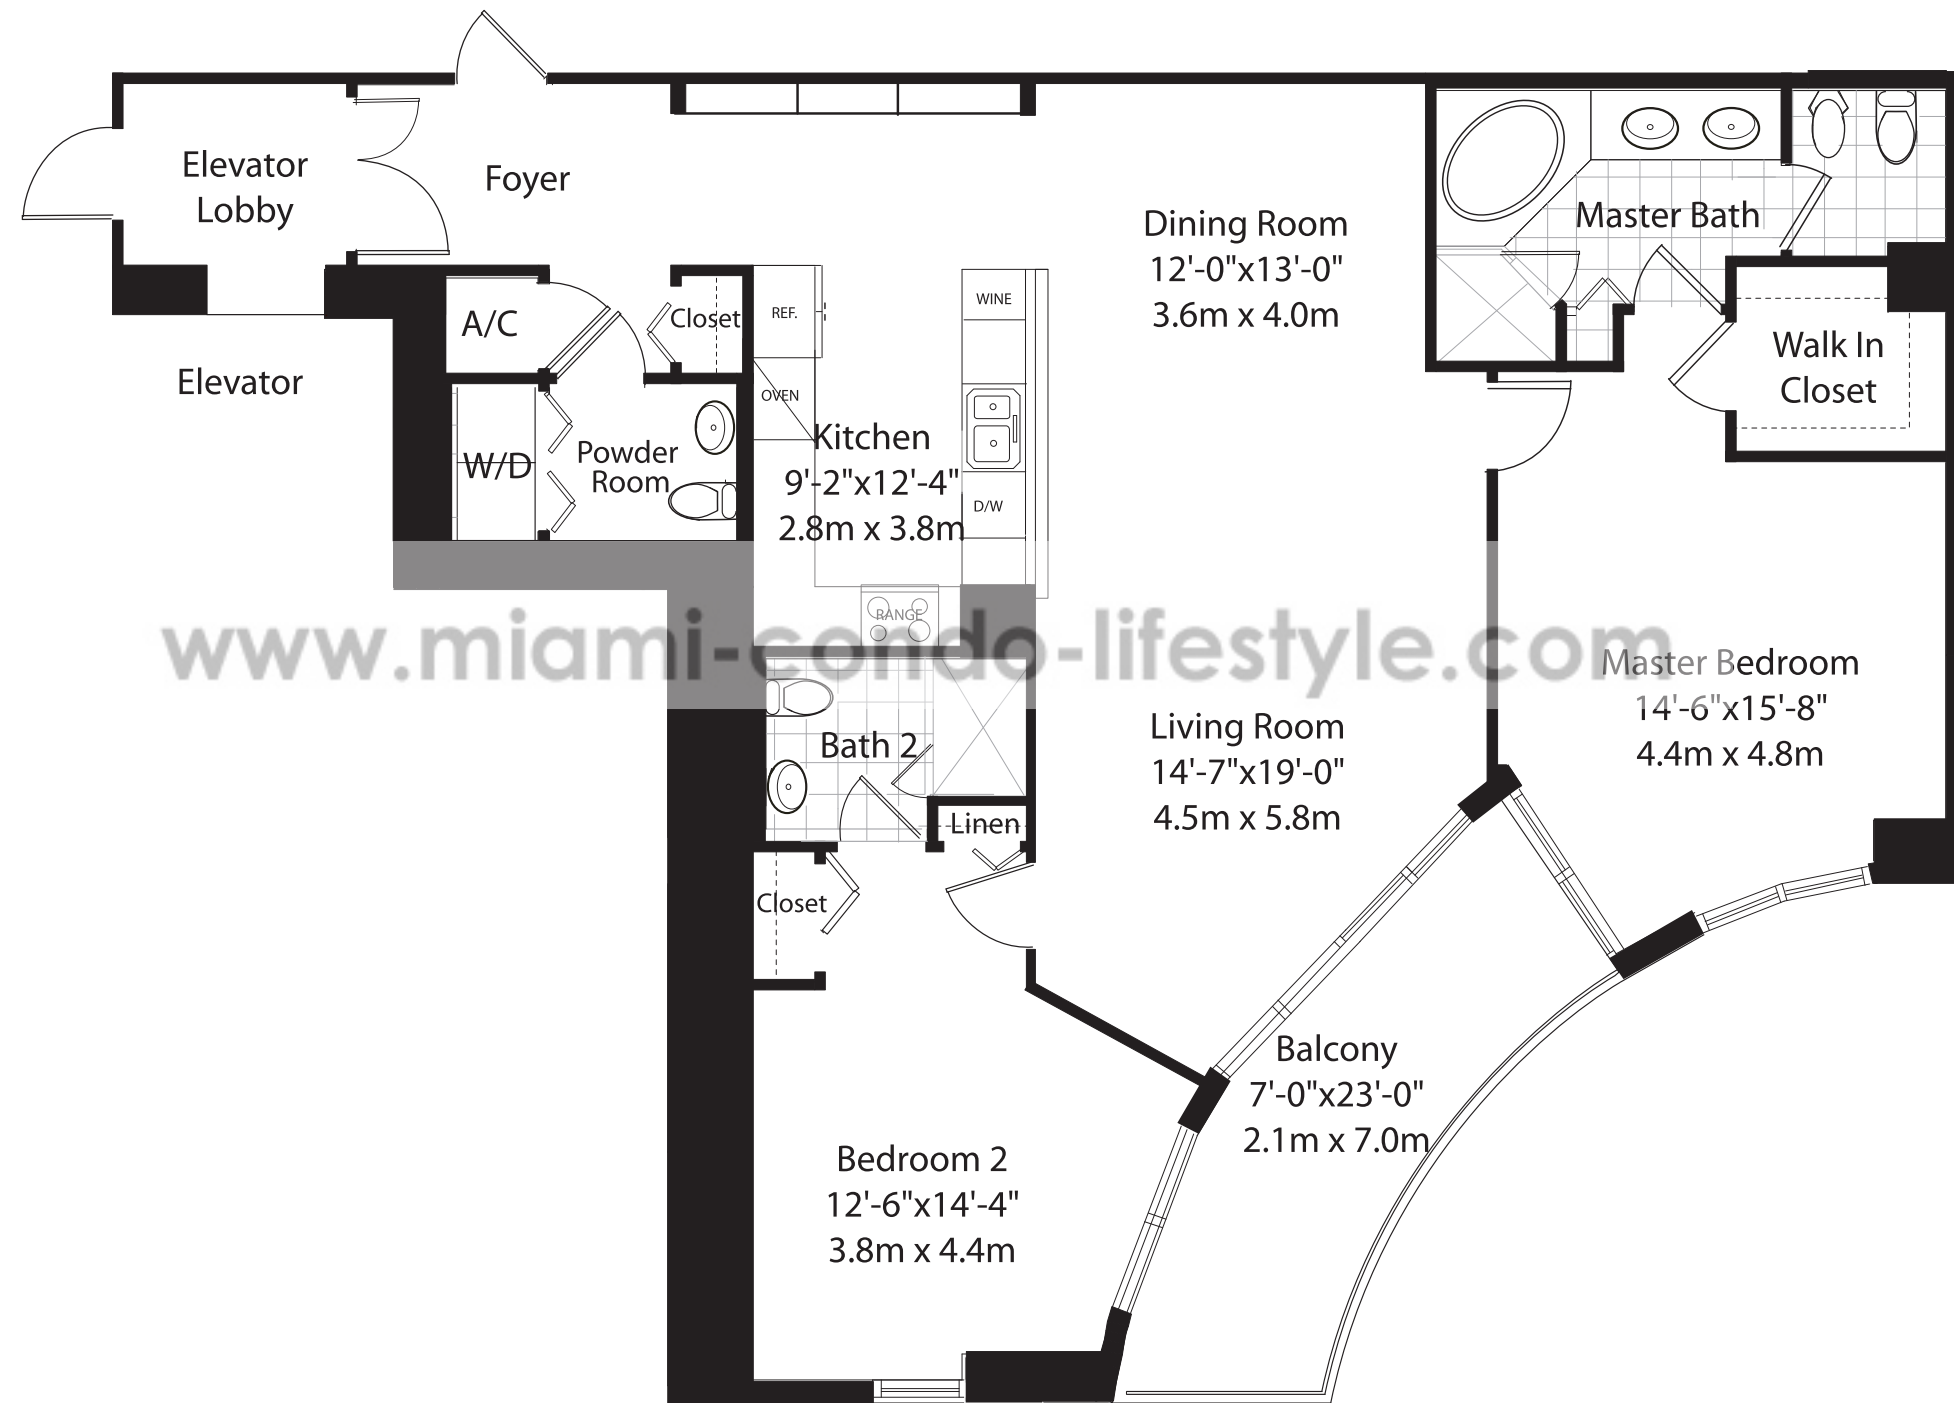 Elevator
Lobby
Foyer
Master Bath
Dining Room
12'-0"x13'-0"
3.6m x 4.0m
A/C
Closet
REF.
WINE
Walk In
Closet
Elevator
OVEN
Kitchen
9'-2"x12'-4"
2.8m x 3.8m
W/D
Powder
Room
D/W
RANGE
www.miami-condo-lifestyle.com
Master Bedroom
14'-6"x15'-8"
4.4m x 4.8m
Living Room
14'-7"x19'-0"
4.5m x 5.8m
Bath 2
Linen
Closet
Balcony
7'-0"x23'-0"
2.1m x 7.0m
Bedroom 2
12'-6"x14'-4"
3.8m x 4.4m